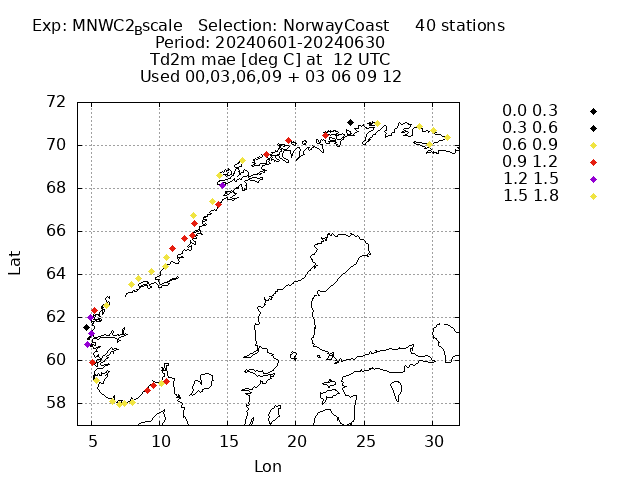 Exp: MNWC2_Bscale Selection: NorwayCoast 40 stations
Period: 20240601-20240630
Td2m mae [deg C] at 12 UTC
Used 00,03,06,09 + 03 06 09 12
72
70
68
66
64
62
60
58
Lat
5 10 15 20 25 30
Lon
0.0 0.3
0.3 0.6
0.6 0.9
0.9 1.2
1.2 1.5
1.5 1.8